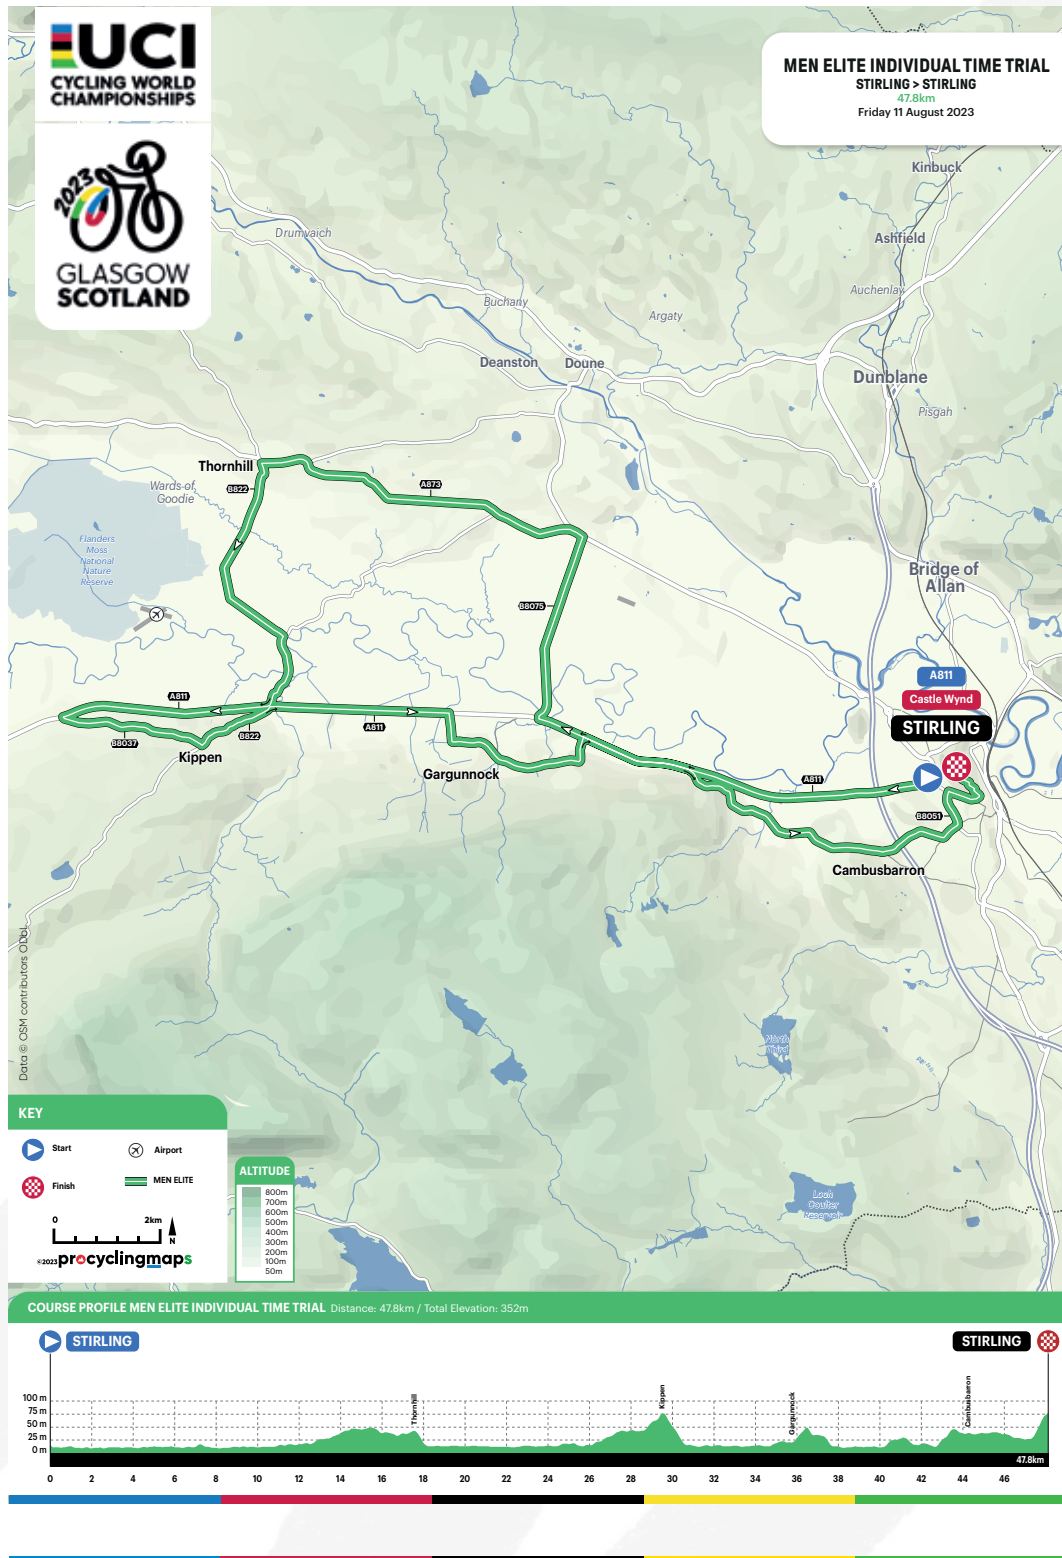 UCI
CYCLING WORLD
CHAMPIONSHIPS
2023
GLASGOW
SCOTLAND
MEN ELITE INDIVIDUAL TIME TRIAL
STIRLING > STIRLING
47.8km
Friday 11 August 2023
Kinbuck
Drumvaich
Ashfield
Auchenlay
Buchany
Argaty
Deanston
Doune
Dunblane
Pisgah
Thornhill
B822
A873
Wards of
Goodie
Flanders
Moss
National
Nature
Reserve
Bridge of
Allan
B8075
A811
Castle Wynd
STIRLING
A811
A811
B8037
B822
Kippen
Gargunnock
A811
B8051
Cambusbarron
Data © OSM contributors ODbL
North
Third
Loch
Coulter
Reservoir
KEY
Start
Airport
Finish
MEN ELITE
0 2km
N
©2023 procyclingmaps
ALTITUDE
800m
700m
600m
500m
400m
300m
200m
100m
50m
COURSE PROFILE MEN ELITE INDIVIDUAL TIME TRIAL Distance: 47.8km / Total Elevation: 352m
STIRLING
STIRLING
100 m
75 m
50 m
25 m
0 m
Thornhill
Kippen
Gargunnock
Cambusbarron
47.8km
0 2 4 6 8 10 12 14 16 18 20 22 24 26 28 30 32 34 36 38 40 42 44 46